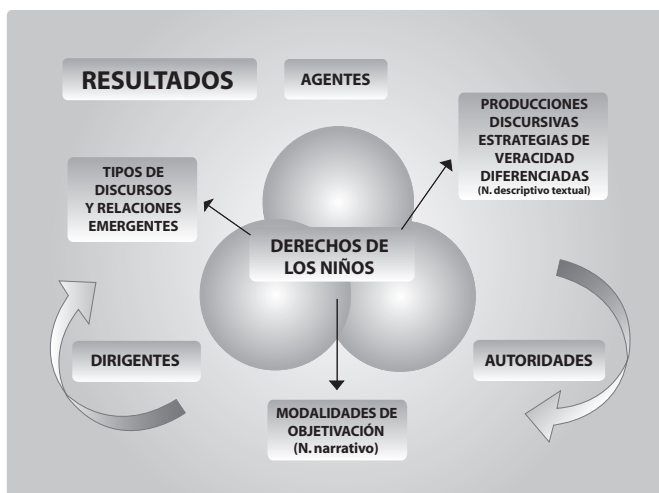 RESULTADOS
AGENTES
PRODUCCIONES
DISCURSIVAS
ESTRATEGIAS DE
VERACIDAD
DIFERENCIADAS
(N. descriptivo textual)
TIPOS DE
DISCURSOS
Y RELACIONES
EMERGENTES
DERECHOS DE
LOS NIÑOS
DIRIGENTES
AUTORIDADES
MODALIDADES DE
OBJETIVACIÓN
(N. narrativo)